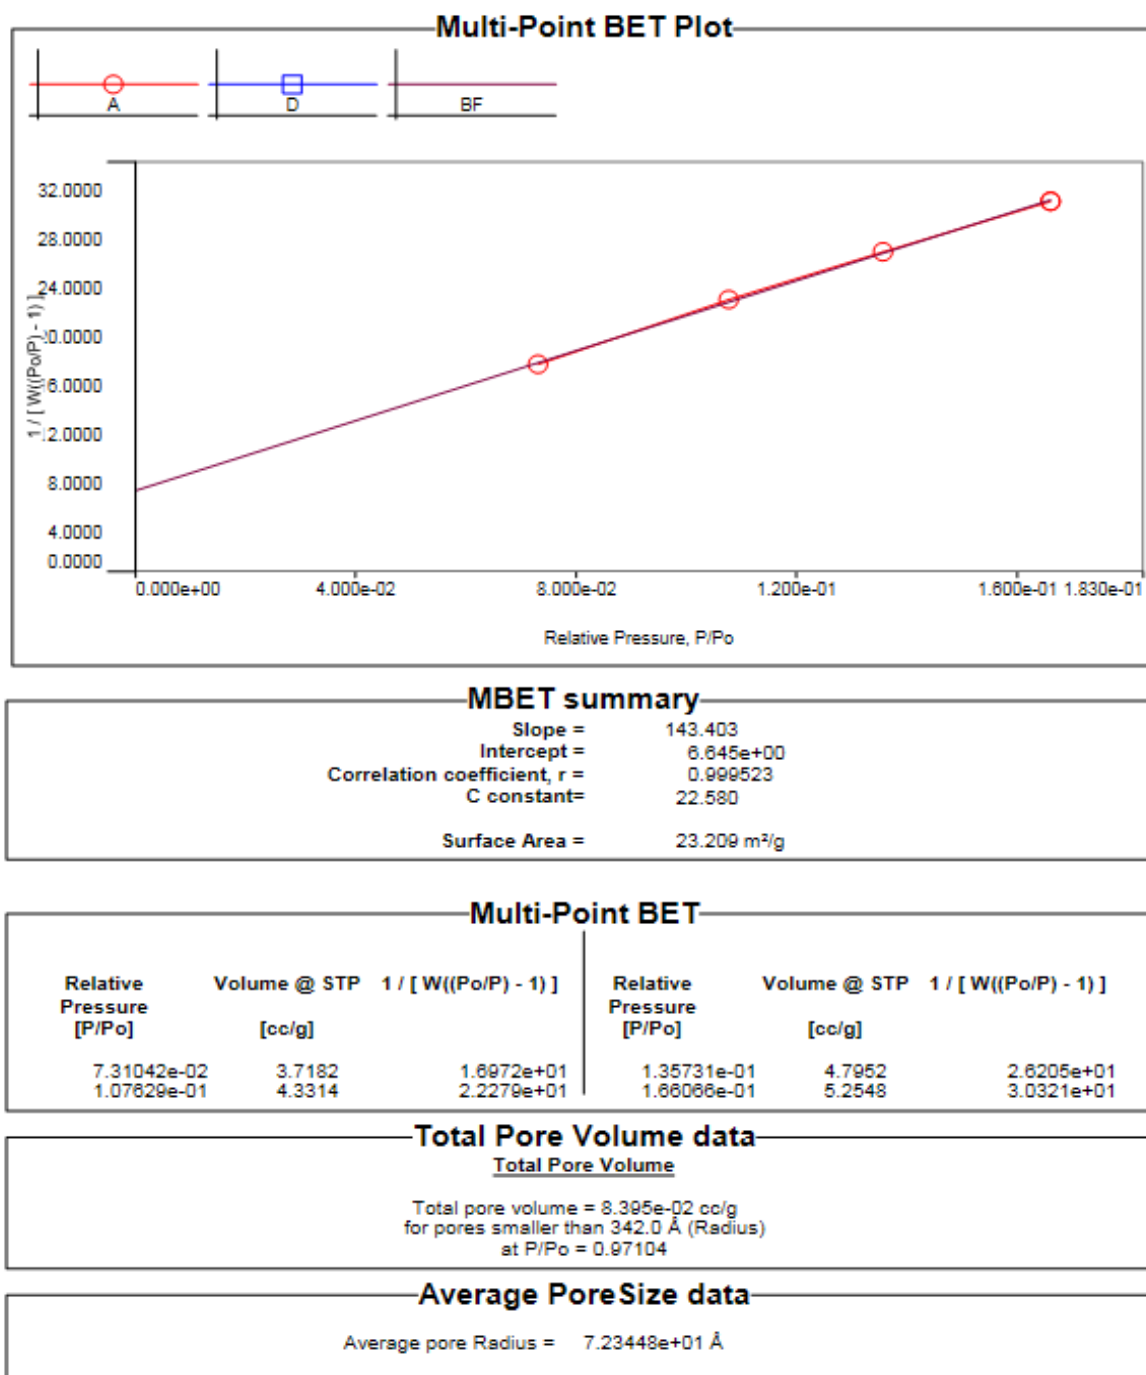 Multi-Point BET Plot
A D BF
32.0000
28.0000
24.0000
20.0000
16.0000
12.0000
8.0000
4.0000
0.0000
1 / [ W((Po/P) - 1) ]
0.000e+00 4.000e-02 8.000e-02 1.200e-01 1.600e-01 1.830e-01
Relative Pressure, P/Po
MBET summary
Slope = 143.403
Intercept = 6.645e+00
Correlation coefficient, r = 0.999523
C constant= 22.580
Surface Area = 23.209 m²/g
Multi-Point BET
Relative Volume @ STP 1 / [ W((Po/P) - 1) ] Relative Volume @ STP 1 / [ W((Po/P) - 1) ]
Pressure Pressure
[P/Po] [cc/g] [P/Po] [cc/g]
7.31042e-02 3.7182 1.6972e+01 1.35731e-01 4.7952 2.6205e+01
1.07629e-01 4.3314 2.2279e+01 1.66066e-01 5.2548 3.0321e+01
Total Pore Volume data
Total Pore Volume
Total pore volume = 8.395e-02 cc/g
for pores smaller than 342.0 Å (Radius)
at P/Po = 0.97104
Average PoreSize data
Average pore Radius = 7.23448e+01 Å